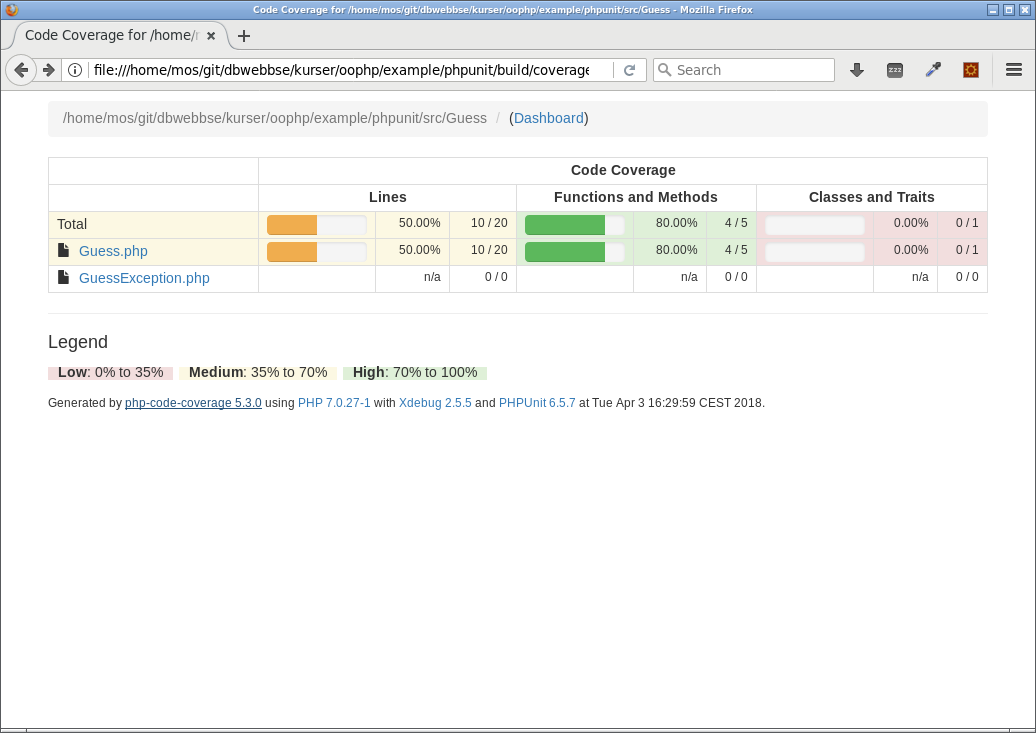 Code Coverage for /home/mos/git/dbwebbse/kurser/oophp/example/phpunit/src/Guess - Mozilla Firefox
Code Coverage for /home/
file:///home/mos/git/dbwebbse/kurser/oophp/example/phpunit/build/coverage
Search
zzz
/home/mos/git/dbwebbse/kurser/oophp/example/phpunit/src/Guess / (Dashboard)
Code Coverage
Lines Functions and Methods Classes and Traits
Total 50.00% 10 / 20 80.00% 4 / 5 0.00% 0 / 1
Guess.php 50.00% 10 / 20 80.00% 4 / 5 0.00% 0 / 1
GuessException.php n/a 0 / 0 n/a 0 / 0 n/a 0 / 0
Legend
Low: 0% to 35% Medium: 35% to 70% High: 70% to 100%
Generated by php-code-coverage 5.3.0 using PHP 7.0.27-1 with Xdebug 2.5.5 and PHPUnit 6.5.7 at Tue Apr 3 16:29:59 CEST 2018.